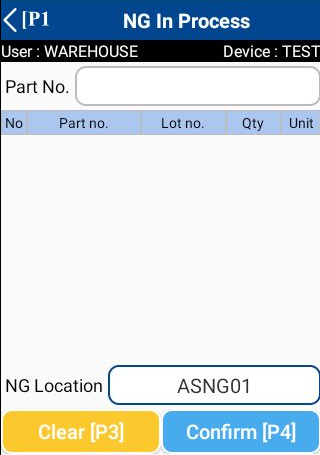 [P1 NG In Process
User : WAREHOUSE Device : TEST
Part No.
No Part no. Lot no. Qty Unit
NG Location ASNG01
Clear [P3] Confirm [P4]